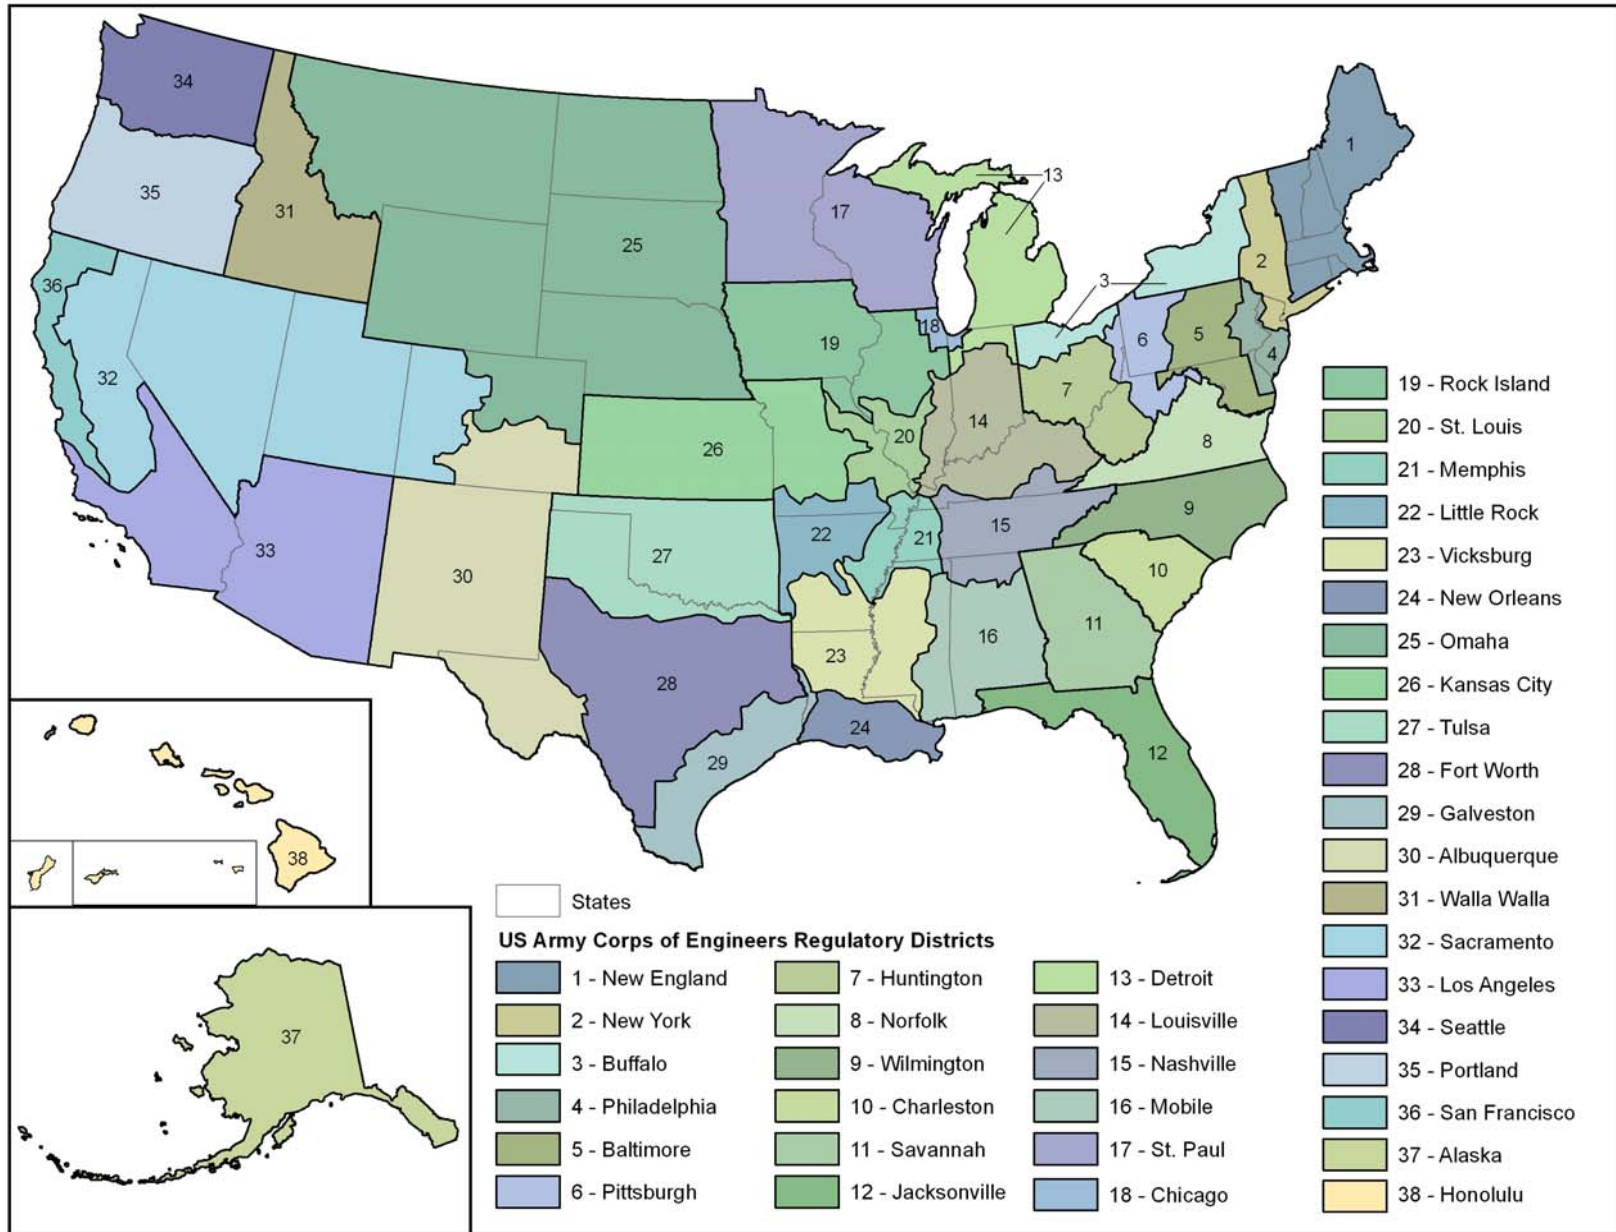 34
1
13
35
31
17
25
2
36
3
18
19
6
5
4
32
7
14
20
8
26
9
22
15
21
33
27
10
30
11
16
23
28
24
12
29
38
37
States
US Army Corps of Engineers Regulatory Districts
1 - New England
2 - New York
3 - Buffalo
4 - Philadelphia
5 - Baltimore
6 - Pittsburgh
7 - Huntington
8 - Norfolk
9 - Wilmington
10 - Charleston
11 - Savannah
12 - Jacksonville
13 - Detroit
14 - Louisville
15 - Nashville
16 - Mobile
17 - St. Paul
18 - Chicago
19 - Rock Island
20 - St. Louis
21 - Memphis
22 - Little Rock
23 - Vicksburg
24 - New Orleans
25 - Omaha
26 - Kansas City
27 - Tulsa
28 - Fort Worth
29 - Galveston
30 - Albuquerque
31 - Walla Walla
32 - Sacramento
33 - Los Angeles
34 - Seattle
35 - Portland
36 - San Francisco
37 - Alaska
38 - Honolulu